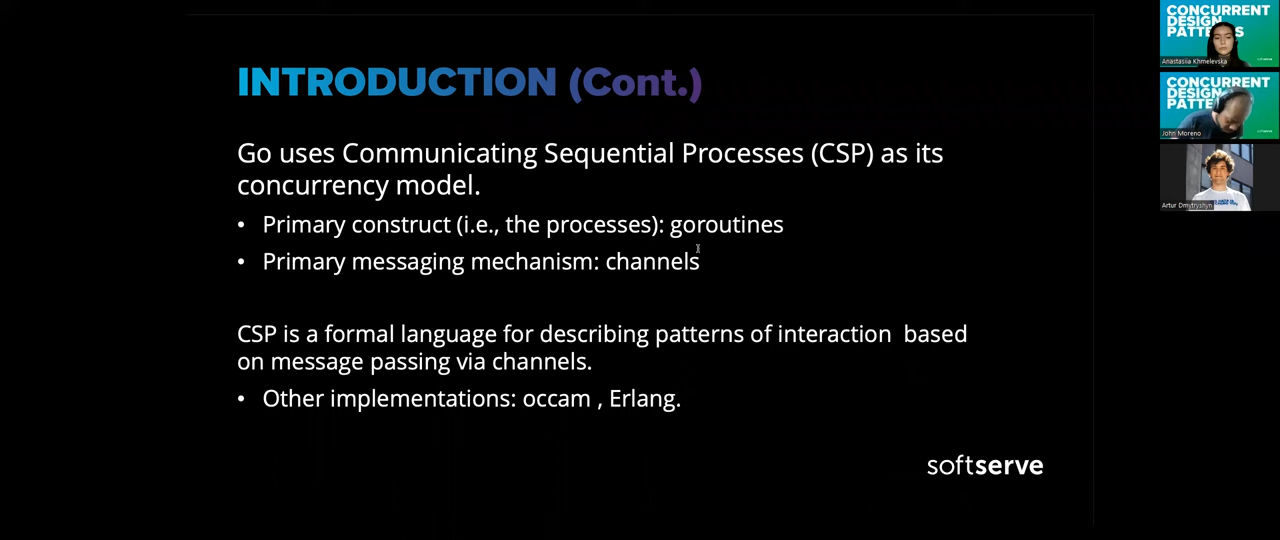 INTRODUCTION (Cont.)
Go uses Communicating Sequential Processes (CSP) as its
concurrency model.
• Primary construct (i.e., the processes): goroutines
• Primary messaging mechanism: channels
CSP is a formal language for describing patterns of interaction  based
on message passing via channels.
• Other implementations: occam , Erlang.
softserve
CONCURRENT
DESIGN
Anastasiia Khmelevska
CONCURRENT
DESIGN
John Moreno
Artur Dmytryshyn